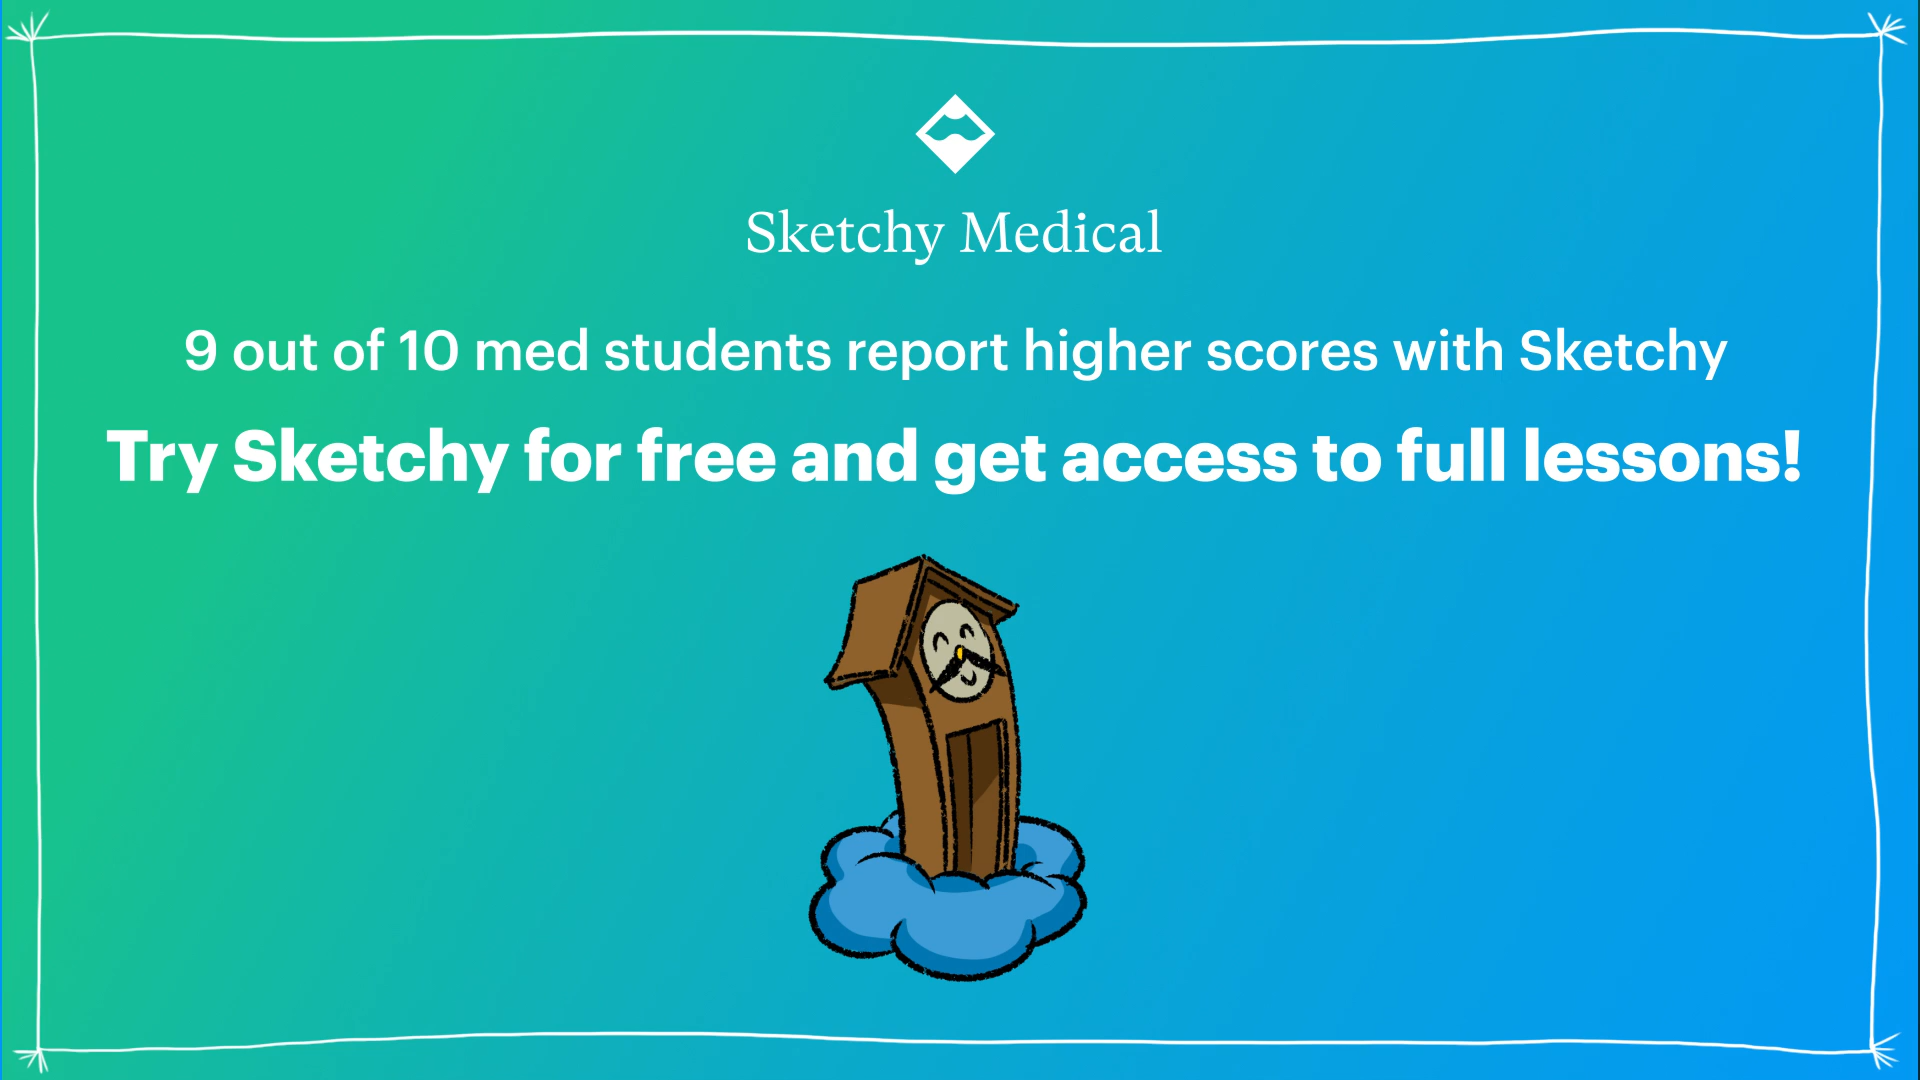 Sketchy Medical
9 out of 10 med students report higher scores with Sketchy
Try Sketchy for free and get access to full lessons!